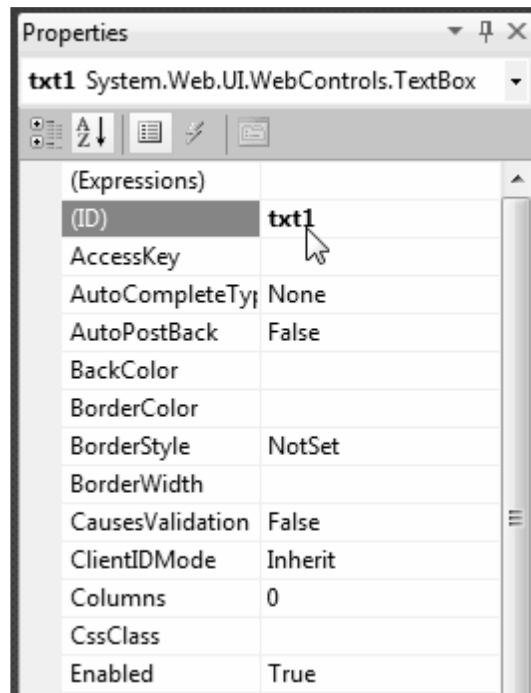 Properties
txt1 System.Web.UI.WebControls.TextBox
A
Z
(Expressions)
(ID) txt1
AccessKey
AutoCompleteTyp None
AutoPostBack False
BackColor
BorderColor
BorderStyle NotSet
BorderWidth
CausesValidation False
ClientIDMode Inherit
Columns 0
CssClass
Enabled True